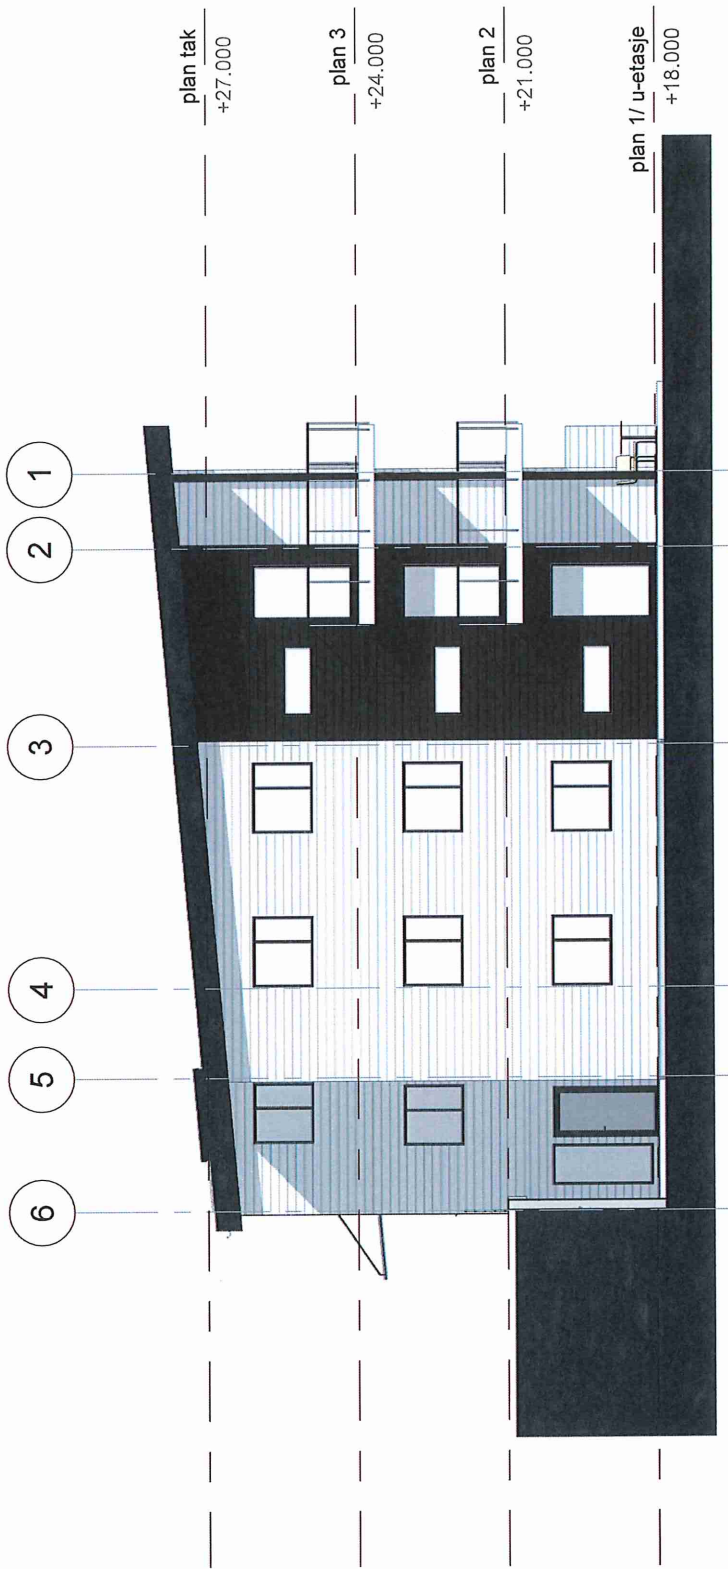 6
5
4
3
2
1
plan tak
+27.000
plan 3
+24.000
plan 2
+21.000
plan 1/ u-etasje
+18.000